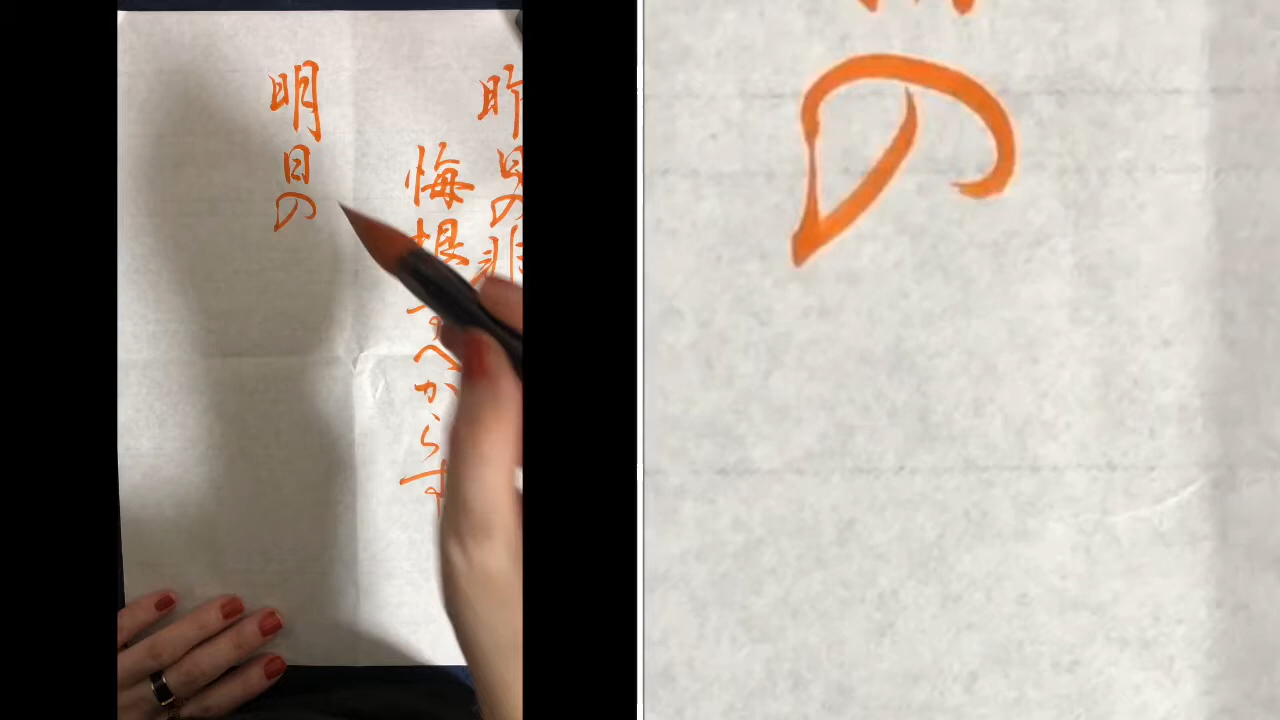 昨日の非
悔恨すへからす
明日の
の